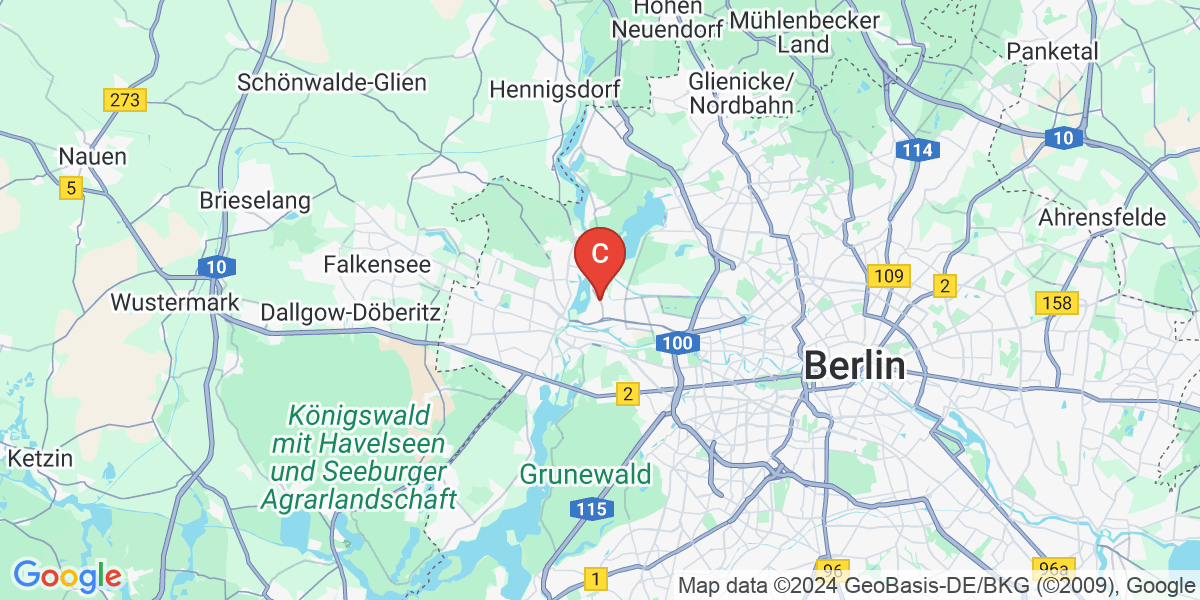 Hohen
Neuendorf
Mühlenbecker
Land
Panketal
Schönwalde-Glien
Hennigsdorf
Glienicke/
Nordbahn
273
10
114
Nauen
5
Brieselang
Ahrensfelde
C
Falkensee
10
109
2
Wustermark
Dallgow-Döberitz
158
100
Berlin
2
Königswald
mit Havelseen
und Seeburger
Agrarlandschaft
Ketzin
Grunewald
115
Google
1
96
96a
Map data ©2024 GeoBasis-DE/BKG (©2009), Google